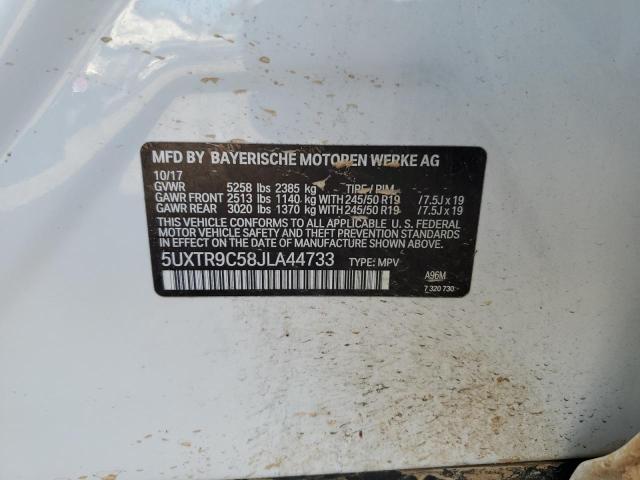 MFD BY BAYERISCHE MOTOREN WERKE AG
10/17
GVWR 5258 lbs 2385 kg TIRE / RIM
GAWR FRONT 2513 lbs 1140 kg WITH 245/50 R19 /7.5J x 19
GAWR REAR 3020 lbs 1370 kg WITH 245/50 R19 /7.5J x 19
THIS VEHICLE CONFORMS TO ALL APPLICABLE U. S. FEDERAL
MOTOR VEHICLE SAFETY AND THEFT PREVENTION STANDARDS
IN EFFECT ON THE DATE OF MANUFACTURE SHOWN ABOVE.
5UXTR9C58JLA44733 TYPE: MPV
A96M
7 320 730